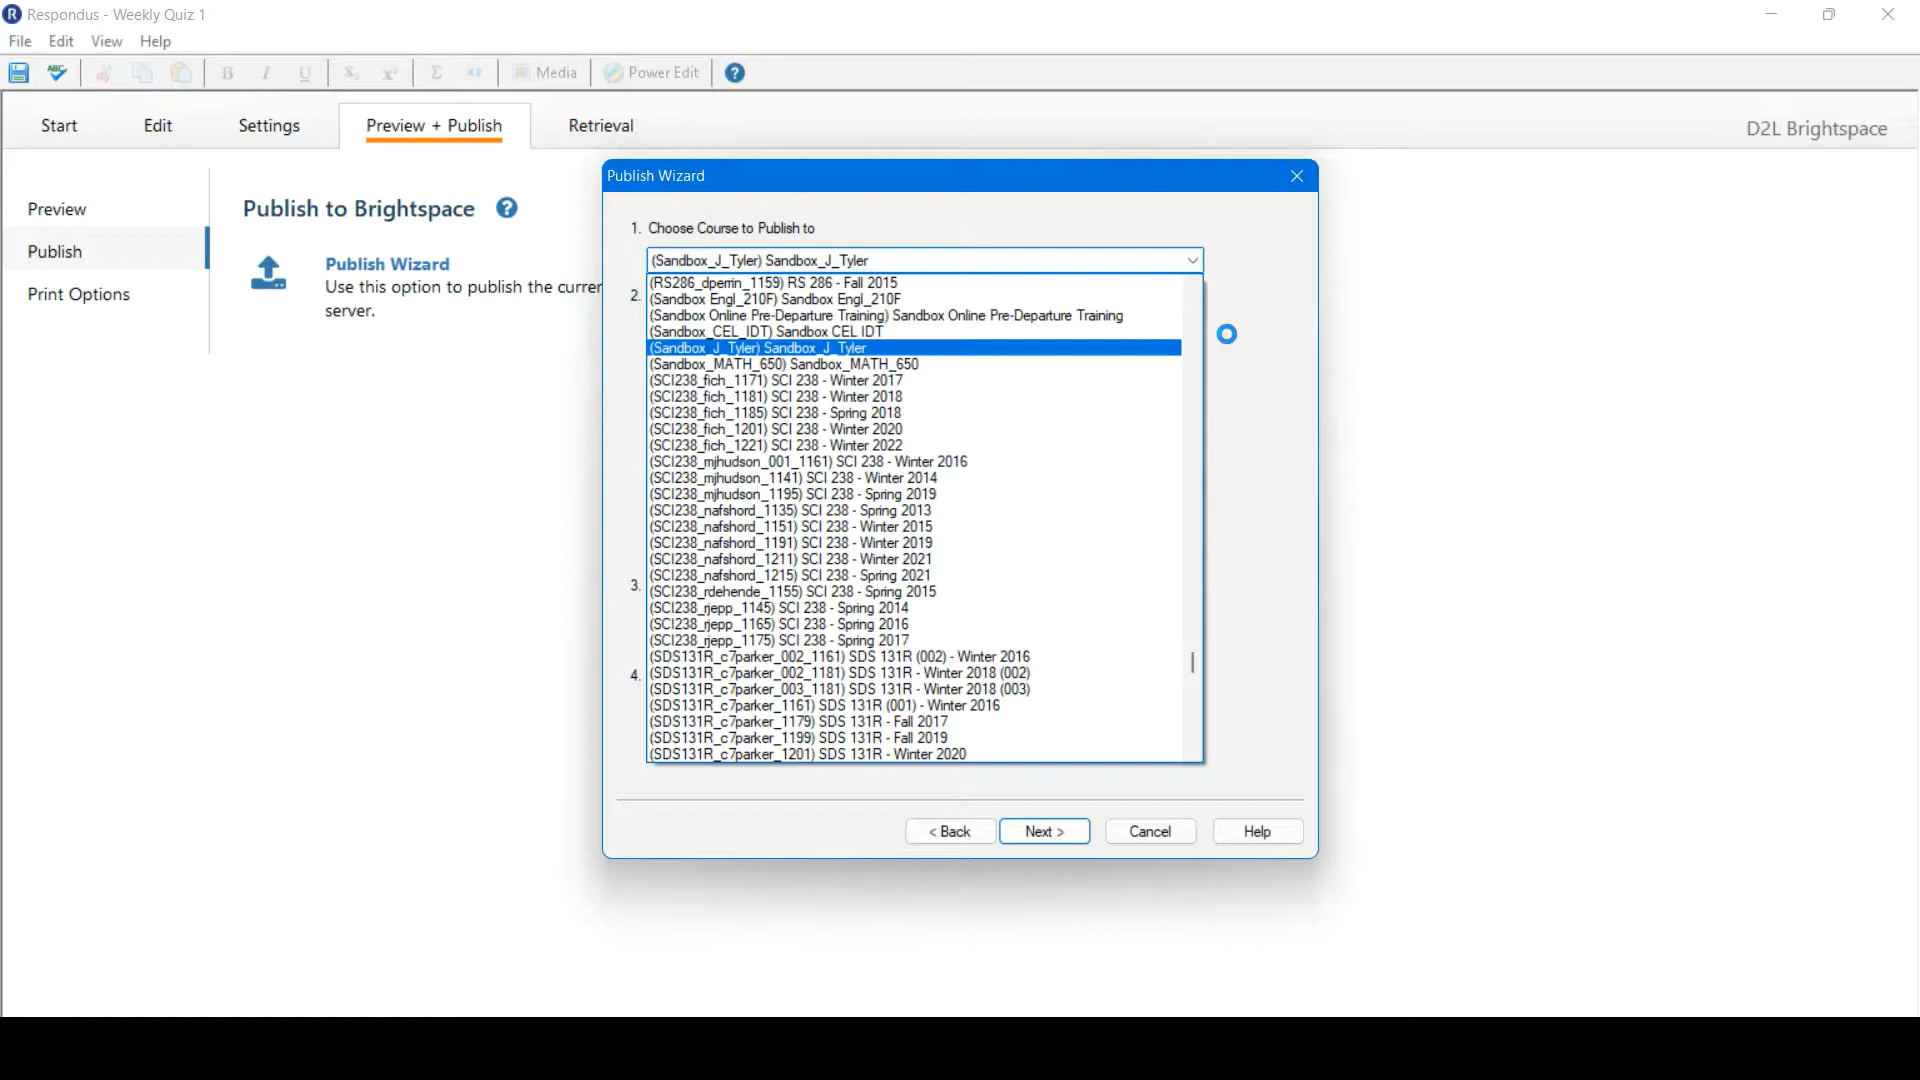 Respondus - Weekly Quiz 1
File Edit View Help
ABC B I U X₂ X² Σ <> Media Power Edit ?
Start Edit Settings Preview + Publish Retrieval
D2L Brightspace
Preview
Publish
Print Options
Publish to Brightspace ?
Publish Wizard
Use this option to publish the curren
server.
Publish Wizard
1. Choose Course to Publish to
(Sandbox_J_Tyler) Sandbox_J_Tyler
2.
3.
4.
(RS286_dperrin_1159) RS 286 - Fall 2015
(Sandbox Engl_210F) Sandbox Engl_210F
(Sandbox Online Pre-Departure Training) Sandbox Online Pre-Departure Training
(Sandbox_CEL_IDT) Sandbox CEL IDT
(Sandbox_J_Tyler) Sandbox_J_Tyler
(Sandbox_MATH_650) Sandbox_MATH_650
(SCI238_fich_1171) SCI 238 - Winter 2017
(SCI238_fich_1181) SCI 238 - Winter 2018
(SCI238_fich_1185) SCI 238 - Spring 2018
(SCI238_fich_1201) SCI 238 - Winter 2020
(SCI238_fich_1221) SCI 238 - Winter 2022
(SCI238_mjhudson_001_1161) SCI 238 - Winter 2016
(SCI238_mjhudson_1141) SCI 238 - Winter 2014
(SCI238_mjhudson_1195) SCI 238 - Spring 2019
(SCI238_nafshord_1135) SCI 238 - Spring 2013
(SCI238_nafshord_1151) SCI 238 - Winter 2015
(SCI238_nafshord_1191) SCI 238 - Winter 2019
(SCI238_nafshord_1211) SCI 238 - Winter 2021
(SCI238_nafshord_1215) SCI 238 - Spring 2021
(SCI238_rdehende_1155) SCI 238 - Spring 2015
(SCI238_rjepp_1145) SCI 238 - Spring 2014
(SCI238_rjepp_1165) SCI 238 - Spring 2016
(SCI238_rjepp_1175) SCI 238 - Spring 2017
(SDS131R_c7parker_002_1161) SDS 131R (002) - Winter 2016
(SDS131R_c7parker_002_1181) SDS 131R - Winter 2018 (002)
(SDS131R_c7parker_003_1181) SDS 131R - Winter 2018 (003)
(SDS131R_c7parker_1161) SDS 131R (001) - Winter 2016
(SDS131R_c7parker_1179) SDS 131R - Fall 2017
(SDS131R_c7parker_1199) SDS 131R - Fall 2019
(SDS131R_c7parker_1201) SDS 131R - Winter 2020
< Back Next > Cancel Help